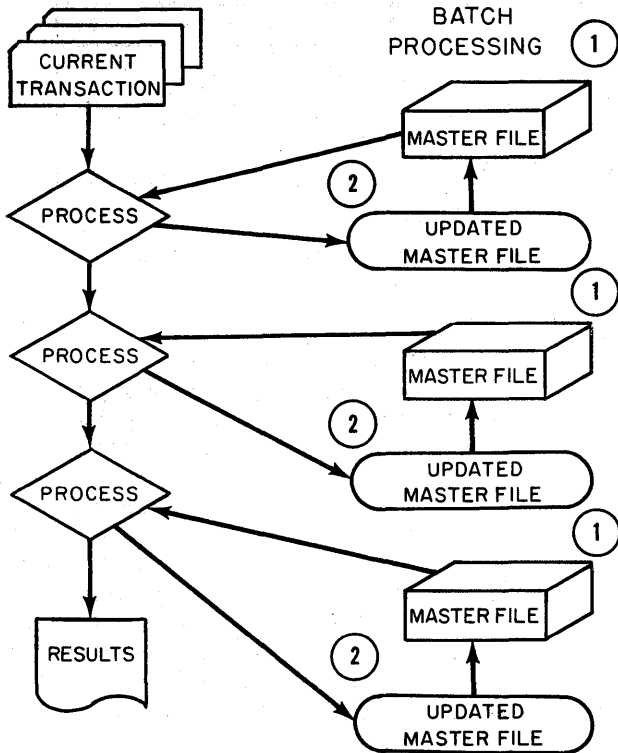 BATCH
PROCESSING
1
CURRENT
TRANSACTION
MASTER FILE
2
PROCESS
UPDATED
MASTER FILE
1
PROCESS
MASTER FILE
2
UPDATED
MASTER FILE
PROCESS
1
MASTER FILE
RESULTS
2
UPDATED
MASTER FILE